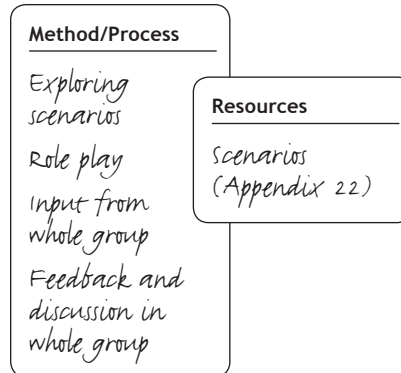 Method/Process
Exploring
scenarios
Role play
Input from
whole group
Feedback and
discussion in
whole group
Resources
Scenarios
(Appendix 22)